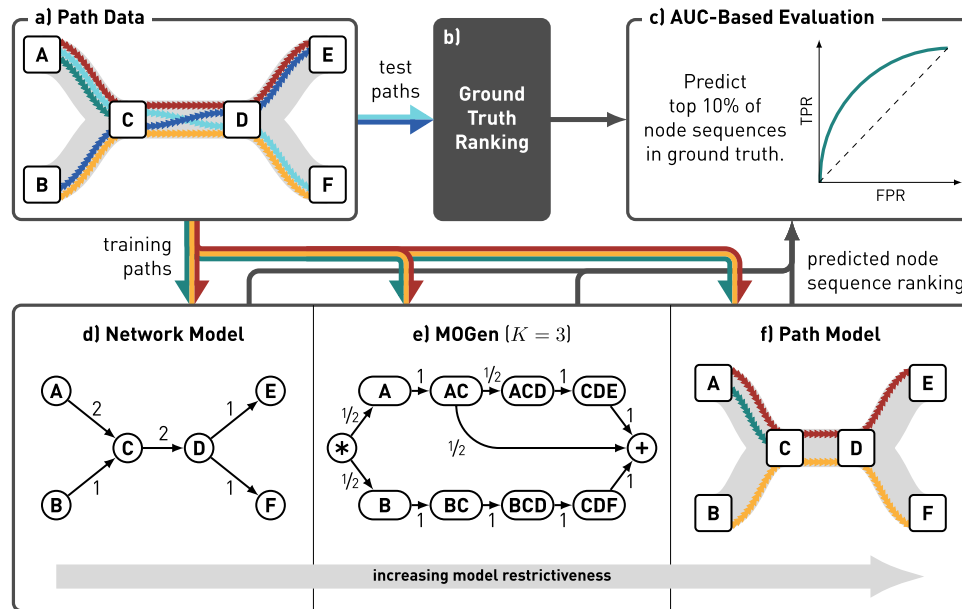 a) Path Data
A
B
C
D
E
F
test
paths
b)
Ground
Truth
Ranking
c) AUC-Based Evaluation
Predict
top 10% of
node sequences
in ground truth.
TPR
FPR
training
paths
predicted node
sequence ranking
d) Network Model
A
B
C
D
E
F
2
1
2
1
1
e) MOGen (K = 3)
*
1/2
1/2
A
1
AC
1/2
ACD
1
CDE
1
1/2
+
B
1
BC
1
BCD
1
CDF
1
f) Path Model
A
B
C
D
E
F
increasing model restrictiveness